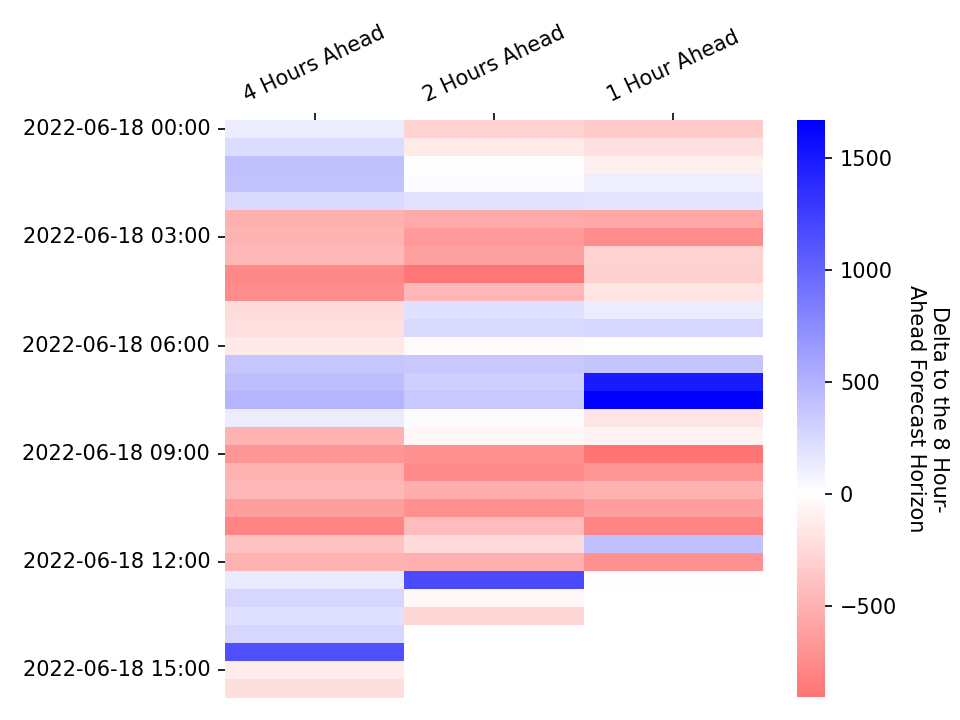 4 Hours Ahead
2 Hours Ahead
1 Hour Ahead
2022-06-18 00:00
2022-06-18 03:00
2022-06-18 06:00
2022-06-18 09:00
2022-06-18 12:00
2022-06-18 15:00
1500
1000
500
0
−500
Delta to the 8 Hour-
Ahead Forecast Horizon